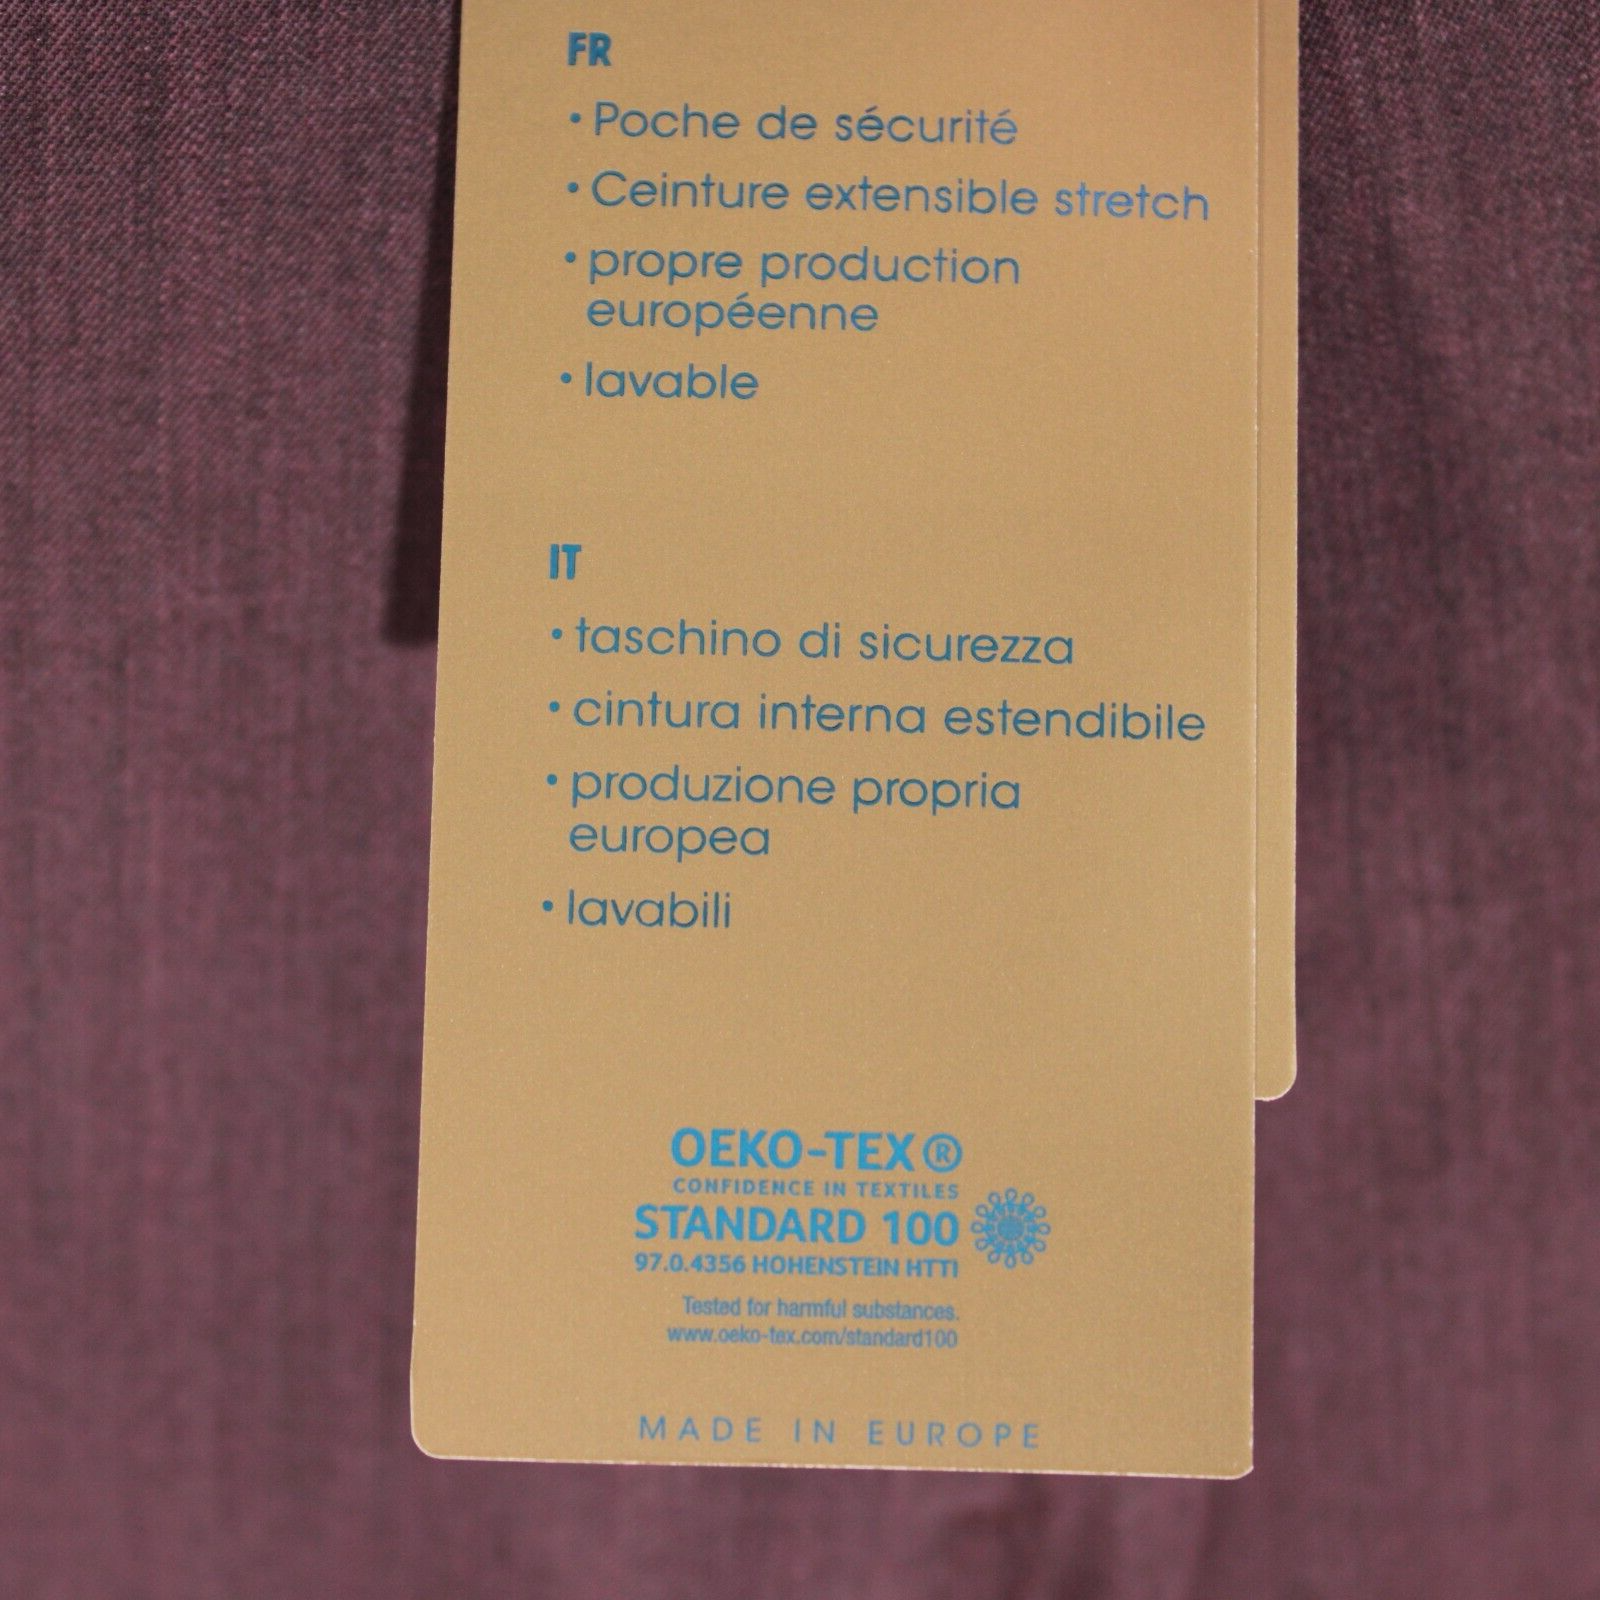 FR
• Poche de sécurité
• Ceinture extensible stretch
• propre production
européenne
• lavable
IT
• taschino di sicurezza
• cintura interna estendibile
• produzione propria
europea
• lavabili
OEKO-TEX®
CONFIDENCE IN TEXTILES
STANDARD 100
97.0.4356 HOHENSTEIN HTTI
Tested for harmful substances.
www.oeko-tex.com/standard100
MADE IN EUROPE